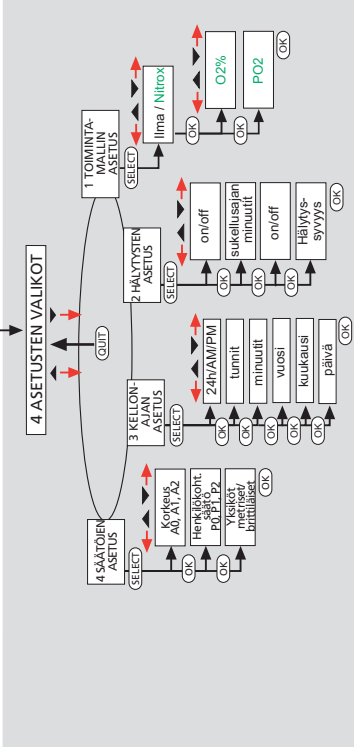 4 ASETUSTEN VALIKOT
QUIT
1 TOIMINTA-
MALLIN
ASETUS
SELECT
Ilma / Nitrox
OK
OK
O2%
PO2
OK
2 HÄLYTYSTEN
ASETUS
SELECT
on/off
OK
sukellusajan
minuutit
OK
on/off
OK
Hälytys-
syvyys
OK
3 KELLON-
AJAN
ASETUS
SELECT
24h/AM/PM
OK
tunnit
OK
minuutit
OK
vuosi
OK
kuukausi
OK
päivä
OK
4 SÄÄTÖJEN
ASETUS
SELECT
Korkeus
A0, A1, A2
OK
Henkilökoht.
säätö
P0, P1, P2
OK
Yksiköt
metriset/
brittiläiset
OK